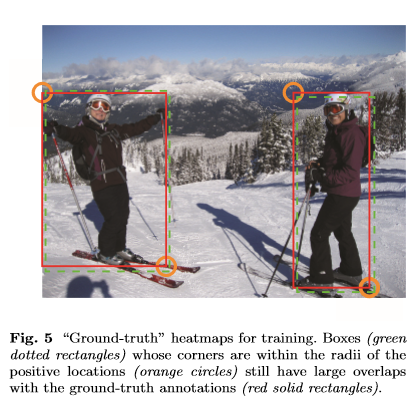 Fig. 5 “Ground-truth” heatmaps for training. Boxes (green
dotted rectangles) whose corners are within the radii of the
positive locations (orange circles) still have large overlaps
with the ground-truth annotations (red solid rectangles).